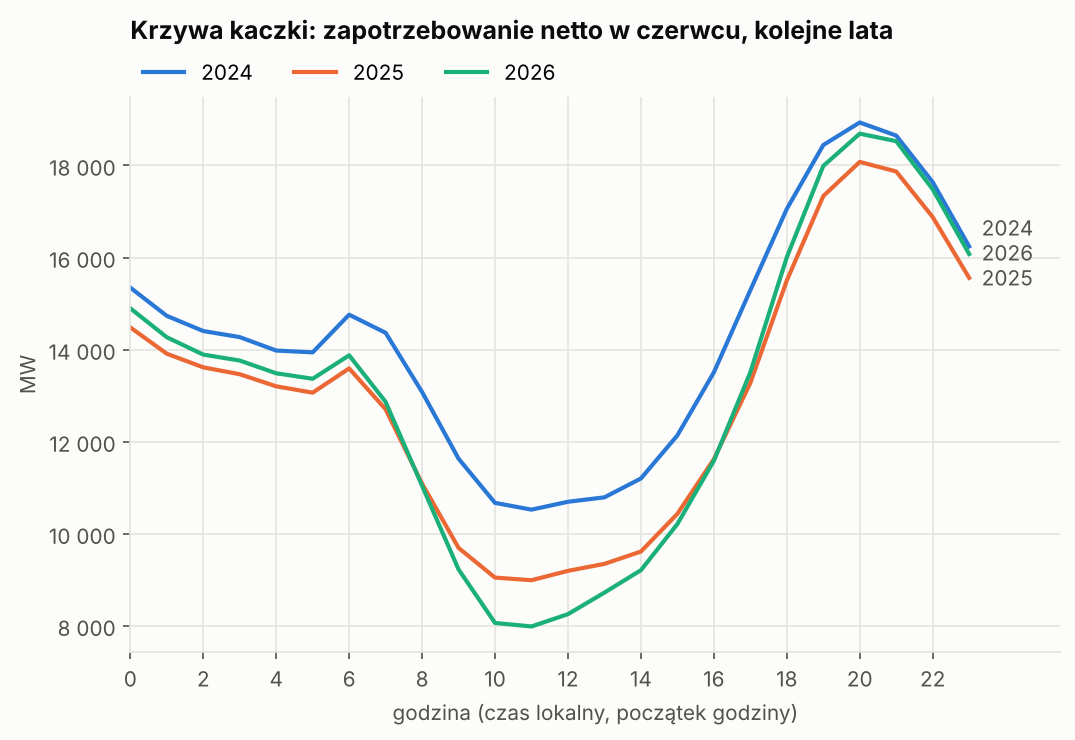 Krzywa kaczki: zapotrzebowanie netto w czerwcu, kolejne lata
2024 2025 2026
18 000
16 000
14 000
12 000
10 000
8 000
MW
2024
2026
2025
0 2 4 6 8 10 12 14 16 18 20 22
godzina (czas lokalny, początek godziny)